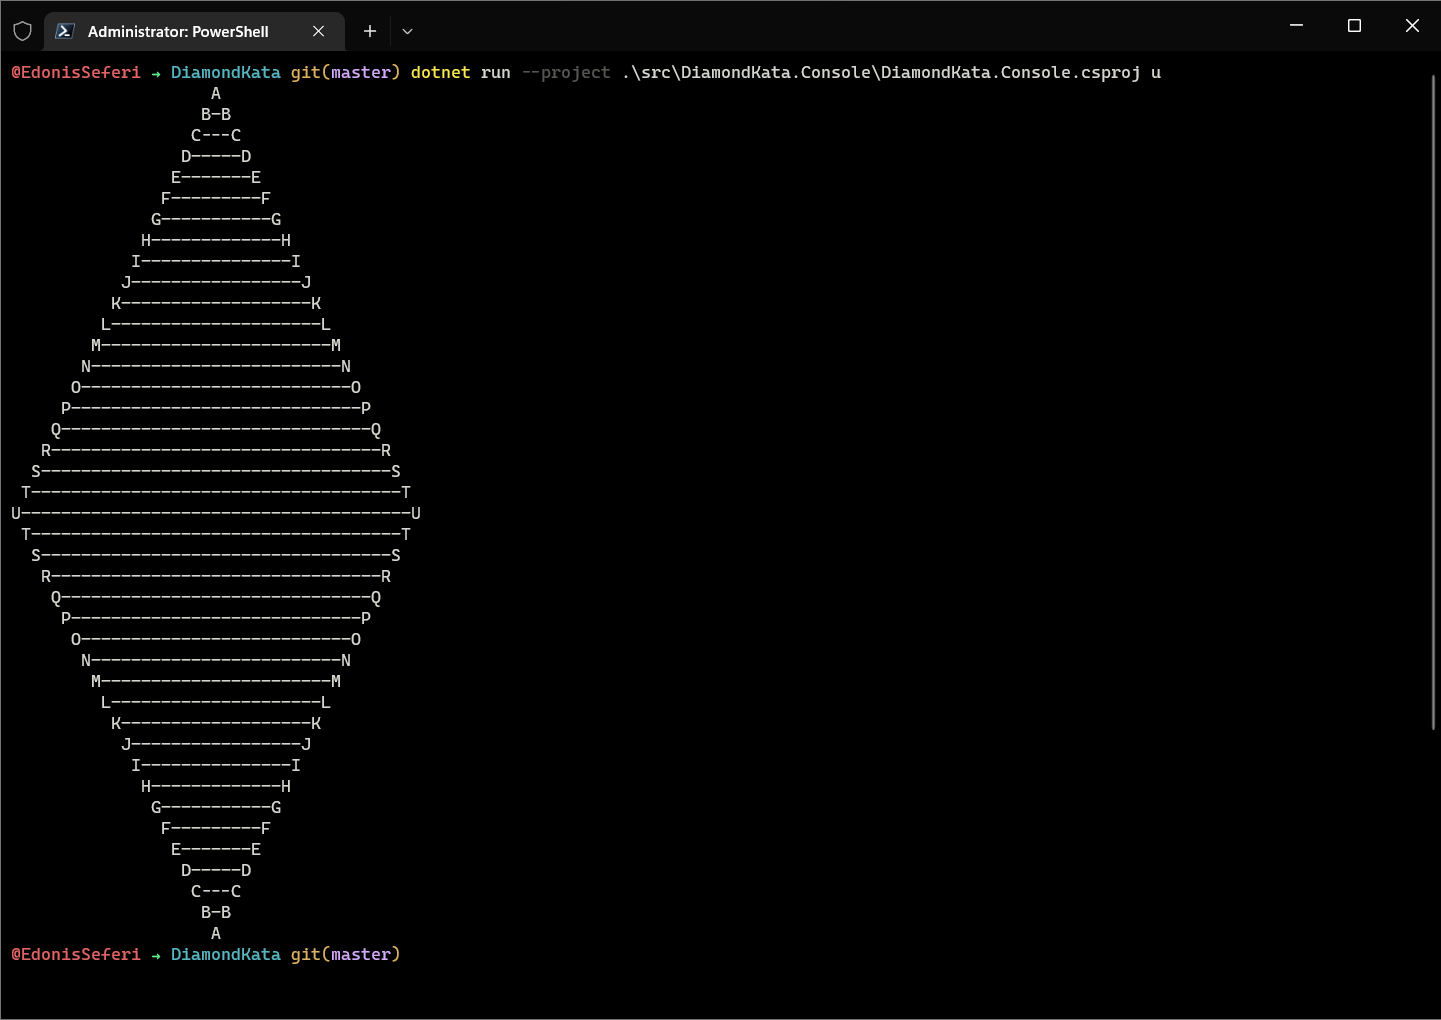 Administrator: PowerShell
@EdonisSeferi → DiamondKata git(master) dotnet run --project .\src\DiamondKata.Console\DiamondKata.Console.csproj u
                    A
                   B-B
                  C---C
                 D-----D
                E-------E
               F---------F
              G-----------G
             H-------------H
            I---------------I
           J-----------------J
          K-------------------K
         L---------------------L
        M-----------------------M
       N-------------------------N
      O---------------------------O
     P-----------------------------P
    Q-------------------------------Q
   R---------------------------------R
  S-----------------------------------S
 T-------------------------------------T
U---------------------------------------U
 T-------------------------------------T
  S-----------------------------------S
   R---------------------------------R
    Q-------------------------------Q
     P-----------------------------P
      O---------------------------O
       N-------------------------N
        M-----------------------M
         L---------------------L
          K-------------------K
           J-----------------J
            I---------------I
             H-------------H
              G-----------G
               F---------F
                E-------E
                 D-----D
                  C---C
                   B-B
                    A
@EdonisSeferi → DiamondKata git(master)